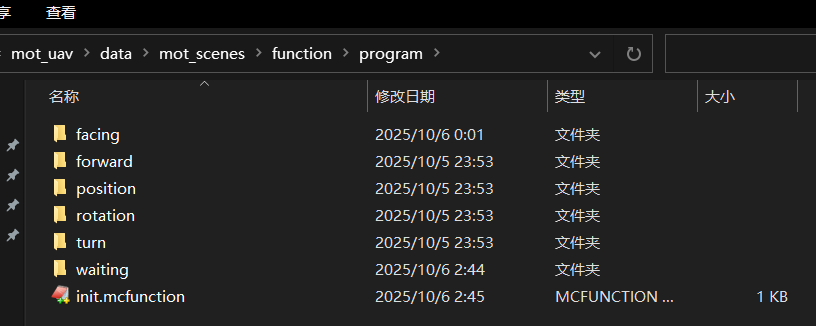 享 查看
mot_uav > data > mot_scenes > function > program >
名称 修改日期 类型 大小
facing 2025/10/6 0:01 文件夹
forward 2025/10/5 23:53 文件夹
position 2025/10/5 23:53 文件夹
rotation 2025/10/5 23:53 文件夹
turn 2025/10/5 23:53 文件夹
waiting 2025/10/6 2:44 文件夹
init.mcfunction 2025/10/6 2:45 MCFUNCTION ... 1 KB